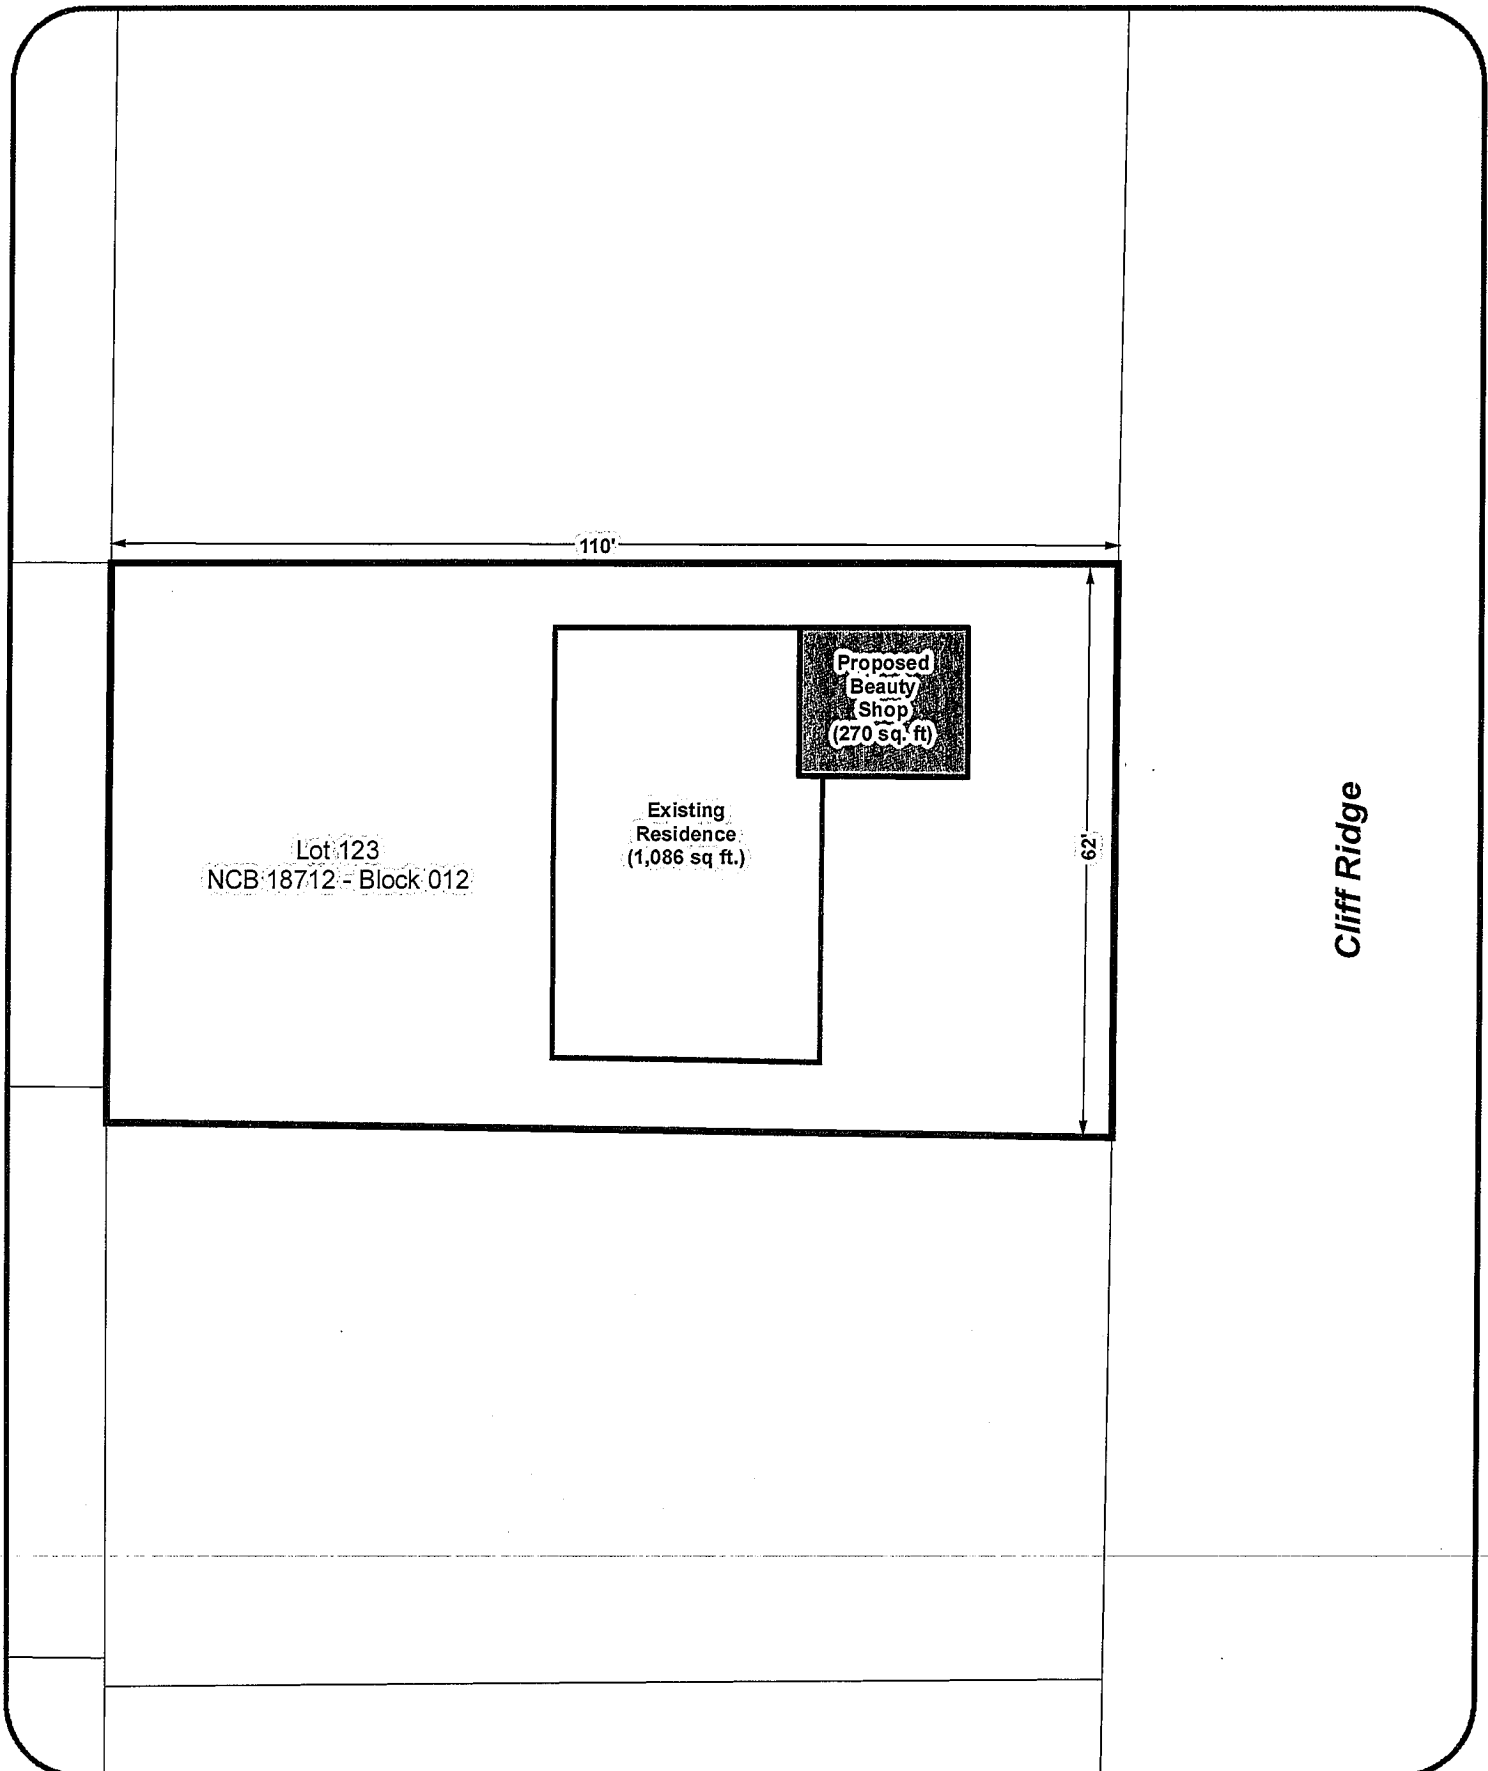 110'
Proposed
Beauty
Shop
(270 sq. ft)
Existing
Residence
(1,086 sq ft.)
62'
Lot 123
NCB 18712 - Block 012
Cliff Ridge